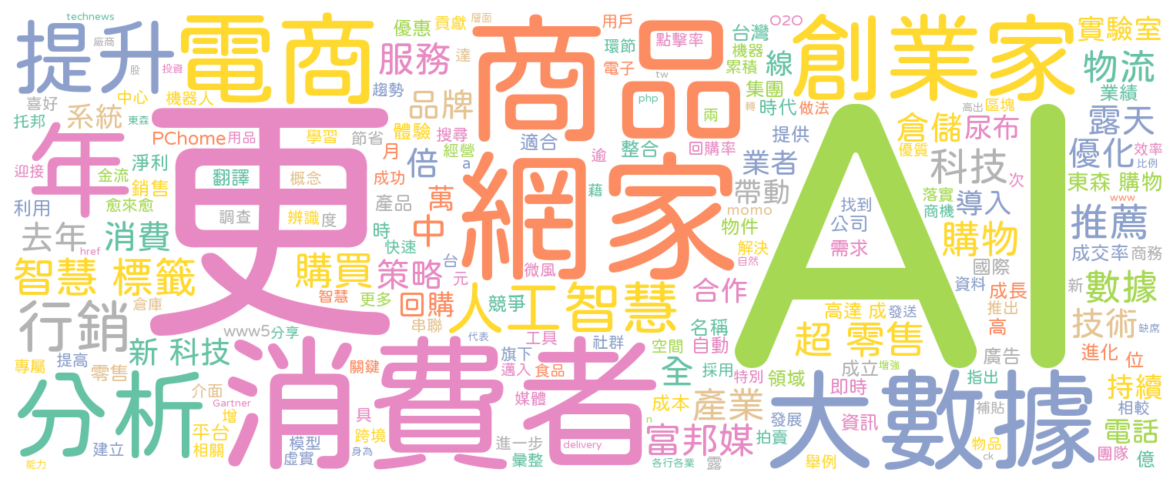 technews
提升
廠商
股
投資
電商
優惠
貢獻
層面
達
服務
趨勢
商品
用戶
環節
電子
點擊率
tw
php
兩
O2O
台灣
機器
累積
集團
線
時代
做法
轉
創業家
實驗室
物流
業績
喜好
托邦
系統
中心
機器人
東森
品牌
體驗
搜尋
經營
a
月
倍
適合
整合
回購率
提供
業者
高出
區塊
倉儲
尿布
優質
露天
優化
效率
比例
年
更
PChome
用品
學習
節省
迎接
金流
淨利
銷售
愈來愈
翻譯
概念
成功
產品
萬
中
逾
藉
網家
帶動
momo
物件
科技
次
落實
商機
導入
東森 購物
www
推薦
AI
利用
去年
消費
調查
辨識
度
時
快速
台
元
微風
解決
自然
找到
公司
需求
購物
國際
資料
成交率
商務
href
智慧 標籤
倉庫
購買
智慧
更多
策略
回購
串聯
人工智慧
競爭
合作
高達 成
發送
推出
成長
高
新
數據
技術
缺席
行銷
www5
分享
新 科技
代表
工具
社群
名稱
自動
空間
超 零售
進化
位
專屬
提高
零售
關鍵
旗下
邁入
食品
媒體
全
採用
特別
領域
成立
增強
廣告
指出
即時
持續
相較
分析
介面
Gartner
增
平台
相關
建立
能力
消費者
具
跨境
模型
虛實
身為
進一步
彙整
delivery
n
成本
產業
富邦媒
各行各業
露
發展
拍賣
資訊
舉例
大數據
補貼
物品
ck
電話
團隊
億